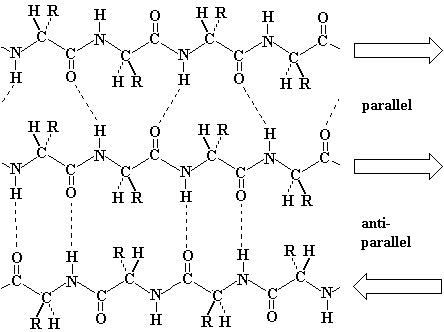 H R H O H R H O
N N
N N
H O H R H O H R
parallel
H R H O H R H O
N N
N N
H O H R H O H R
anti-
parallel
O H R H O H R H
N N
N N
R H O H R H O H